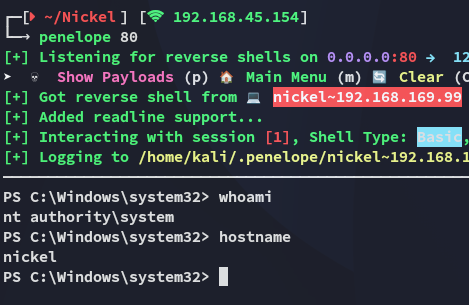 ~/Nickel ] [ 192.168.45.154]
penelope 80
[+] Listening for reverse shells on 0.0.0.0:80 → 12
➤ 💀 Show Payloads (p) 🏠 Main Menu (m) 🔄 Clear (C
[+] Got reverse shell from 💻 nickel~192.168.169.99
[+] Added readline support...
[+] Interacting with session [1], Shell Type: Basic,
[+] Logging to /home/kali/.penelope/nickel~192.168.1
PS C:\Windows\system32> whoami
nt authority\system
PS C:\Windows\system32> hostname
nickel
PS C:\Windows\system32>